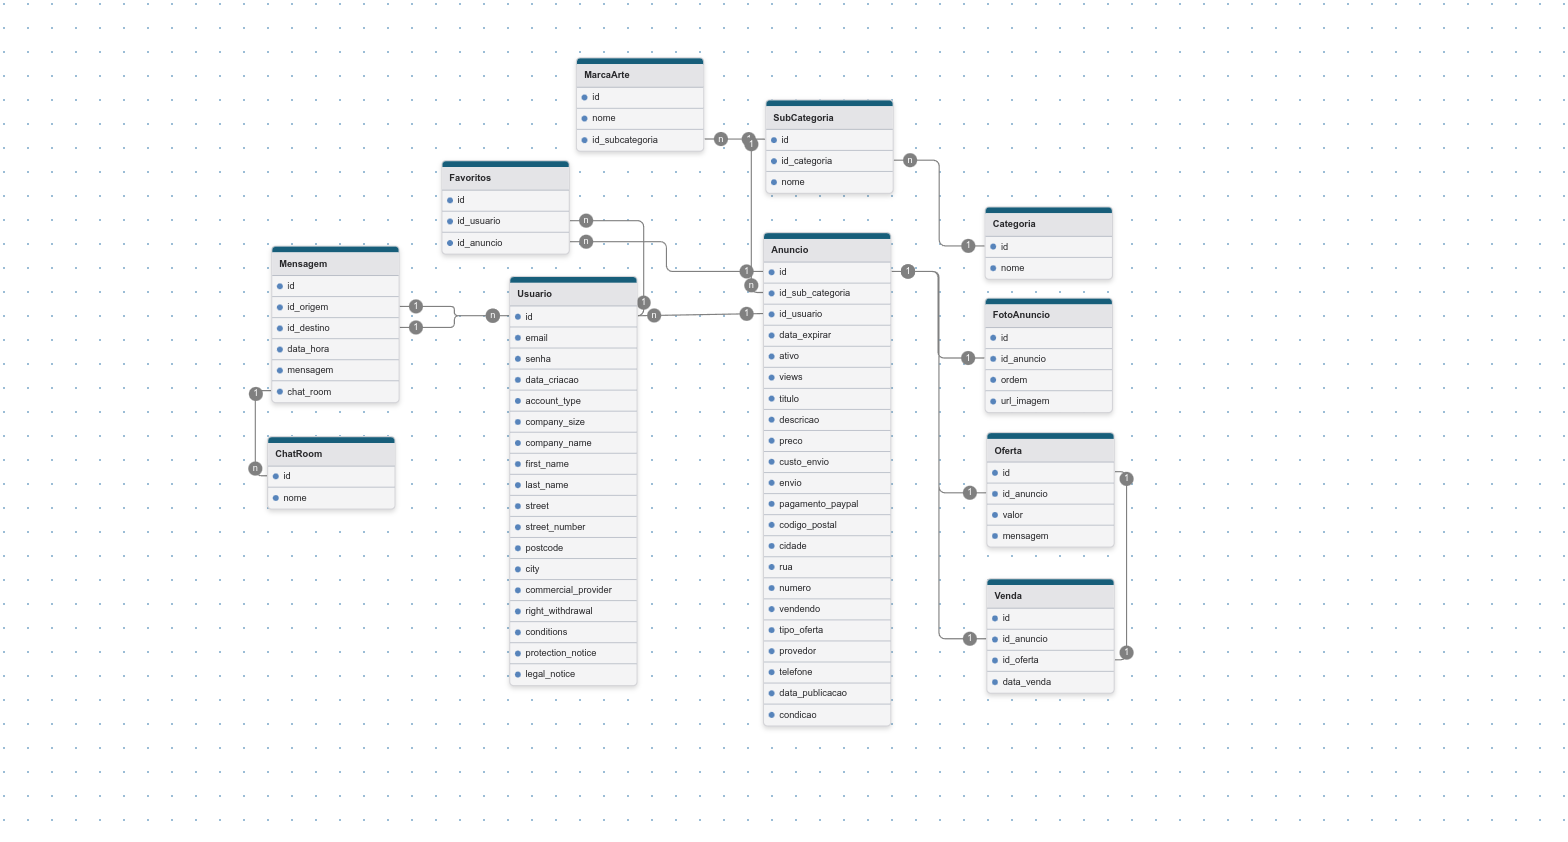 MarcaArte
id
nome
id_subcategoria
n
1
1
SubCategoria
id
id_categoria
nome
n
Favoritos
id
id_usuario
id_anuncio
n
n
Categoria
id
nome
1
Mensagem
id
id_origem
id_destino
data_hora
mensagem
chat_room
1
1
n
1
n
ChatRoom
id
nome
Usuario
id
email
senha
data_criacao
account_type
company_size
company_name
first_name
last_name
street
street_number
postcode
city
commercial_provider
right_withdrawal
conditions
protection_notice
legal_notice
1
n
1
n
1
Anuncio
id
id_sub_categoria
id_usuario
data_expirar
ativo
views
titulo
descricao
preco
custo_envio
envio
pagamento_paypal
codigo_postal
cidade
rua
numero
vendendo
tipo_oferta
provedor
telefone
data_publicacao
condicao
1
FotoAnuncio
id
id_anuncio
ordem
url_imagem
1
Oferta
id
id_anuncio
valor
mensagem
1
1
Venda
id
id_anuncio
id_oferta
data_venda
1
1